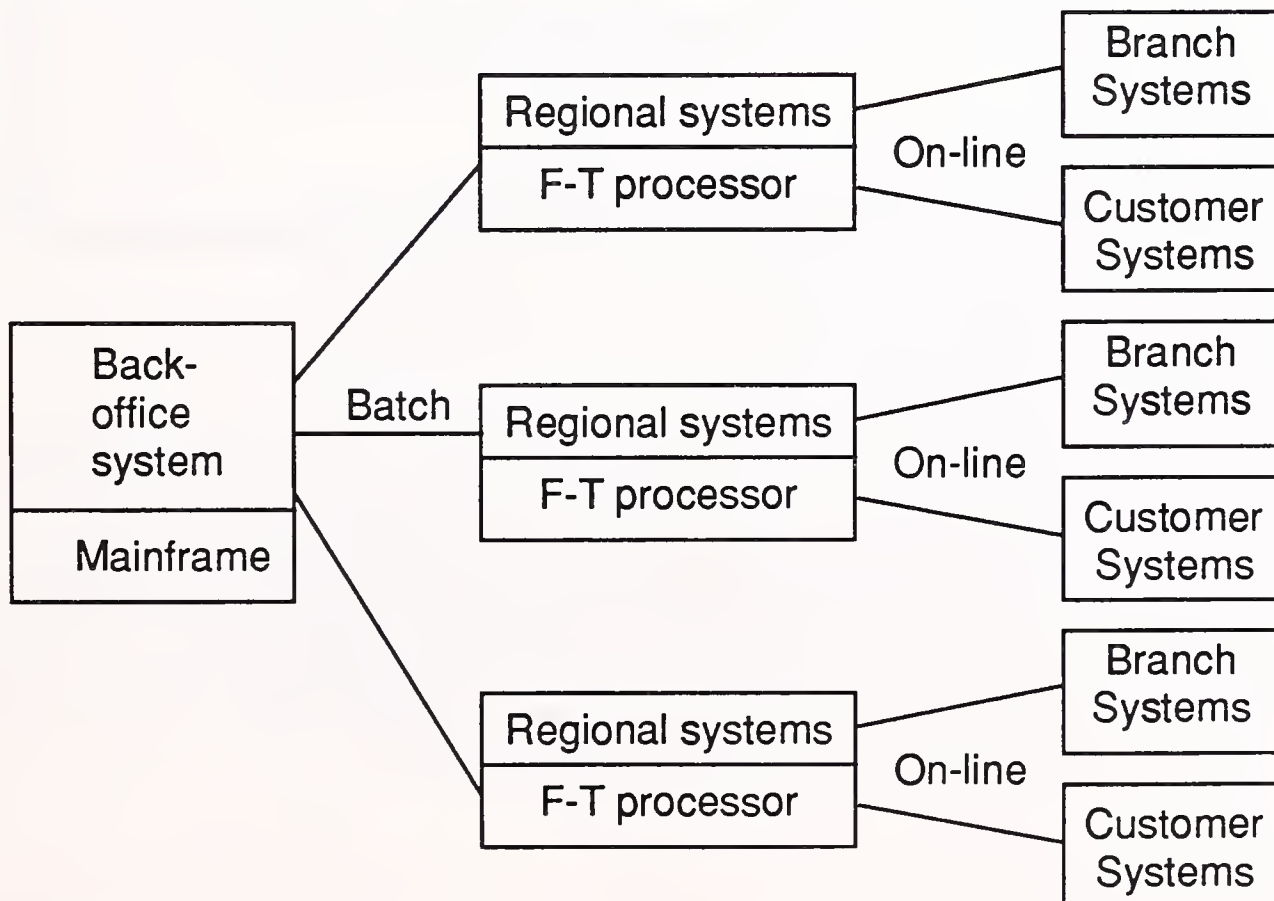 Back-
office
system
Mainframe
Batch
Regional systems
F-T processor
On-line
Branch
Systems
Customer
Systems
Regional systems
F-T processor
On-line
Branch
Systems
Customer
Systems
Regional systems
F-T processor
On-line
Branch
Systems
Customer
Systems